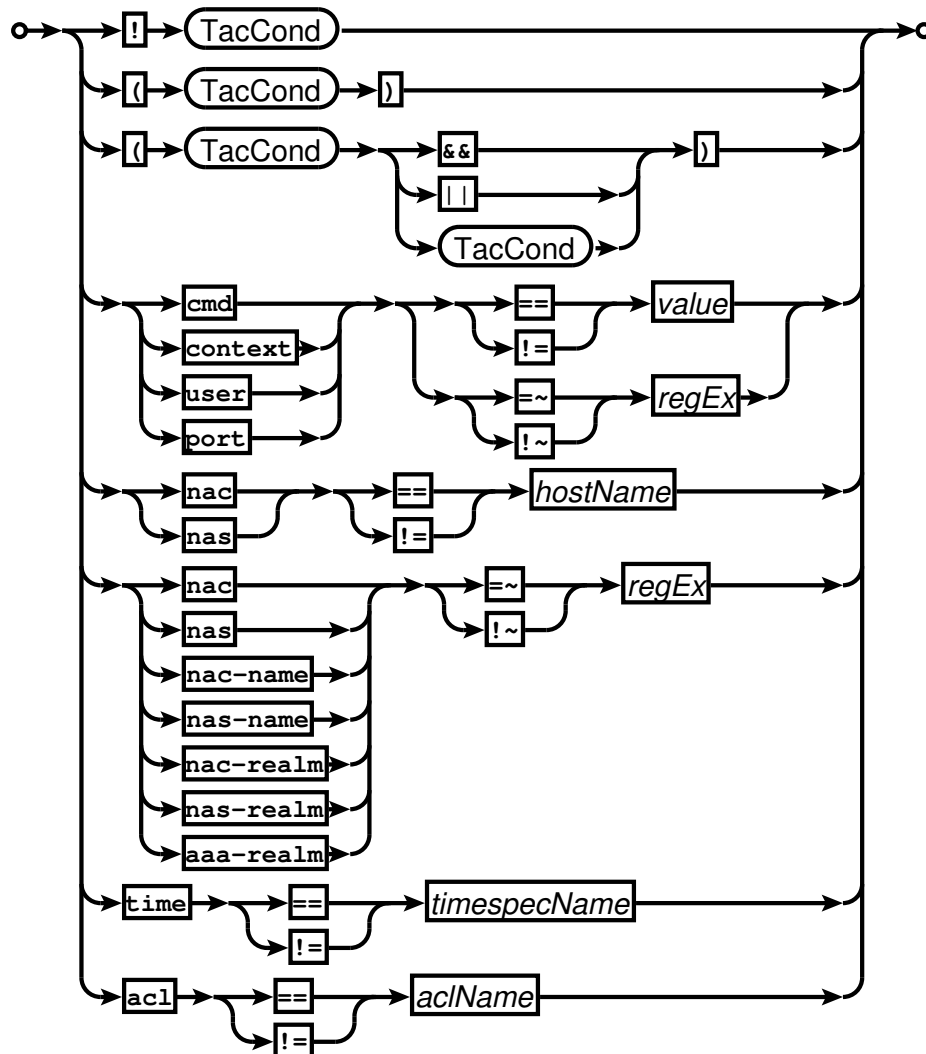 ! TacCond
( TacCond )
( TacCond && )
||
TacCond
cmd == value
context !=
user =~ regEx
port !~
nac == hostName
nas !=
nac =~ regEx
nas !~
nac-name
nas-name
nac-realm
nas-realm
aaa-realm
time == timespecName
!=
acl == aclName
!=